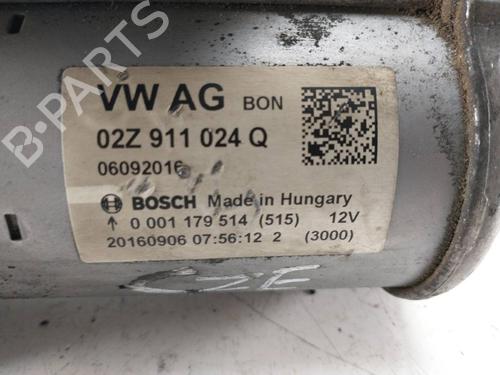 VW AG BON
02Z 911 024 Q
06092016
BOSCH Made in Hungary
↑ 0 001 179 514 (515) 12V
20160906 07:56:12 2 (3000)
CZE
B-PARTS